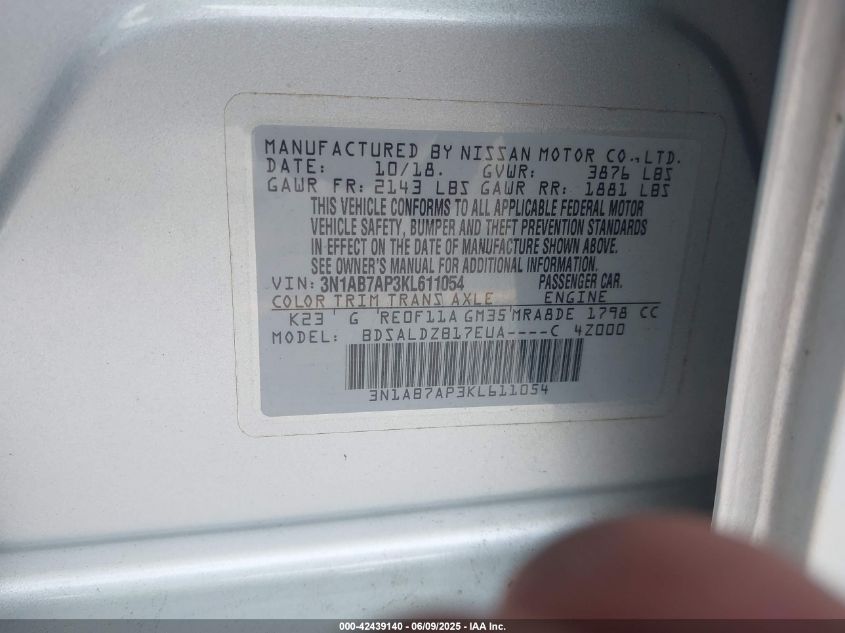 MANUFACTURED BY NISSAN MOTOR CO.,LTD.
DATE: 10/18. GVWR: 3876 LBS
GAWR FR: 2143 LBS GAWR RR: 1881 LBS
THIS VEHICLE CONFORMS TO ALL APPLICABLE FEDERAL MOTOR
VEHICLE SAFETY, BUMPER AND THEFT PREVENTION STANDARDS
IN EFFECT ON THE DATE OF MANUFACTURE SHOWN ABOVE.
SEE OWNER'S MANUAL FOR ADDITIONAL INFORMATION.
VIN: 3N1AB7AP3KL611054 PASSENGER CAR.
COLOR TRIM TRANS AXLE ENGINE
K23 G RE0F11A GM35 MRA8DE 1798 CC
MODEL: BDSALDZB17EUA----C 4Z000
3N1AB7AP3KL611054
000-42439140 - 06/09/2025 - IAA Inc.